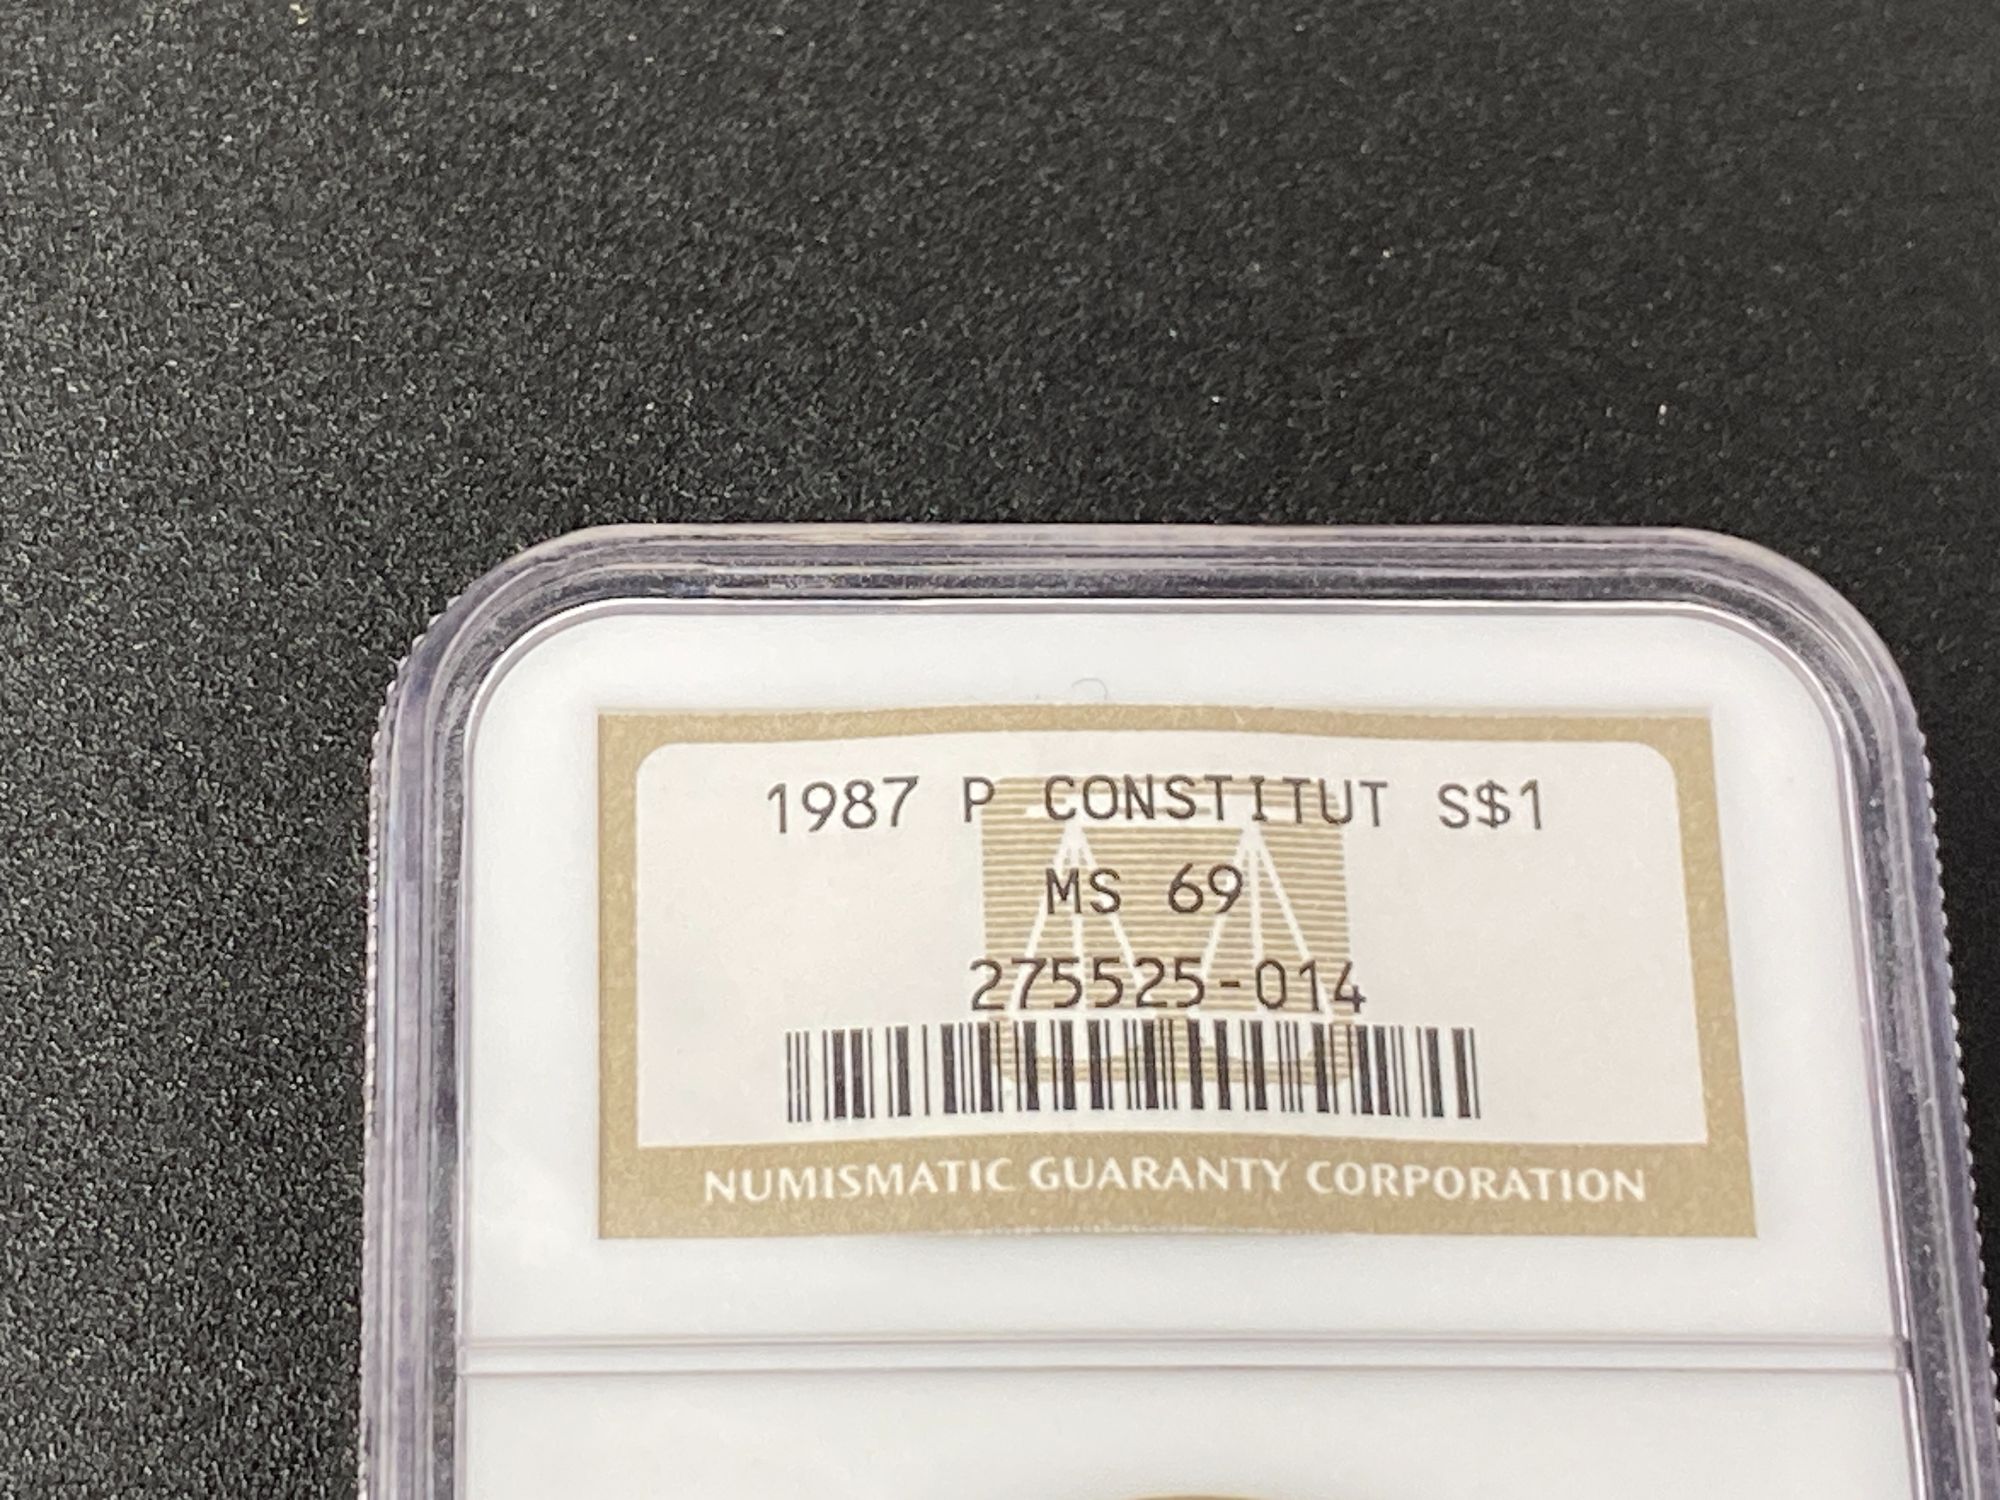 1987 P CONSTITUT S$1
MS 69
275525-014
NUMISMATIC GUARANTY CORPORATION